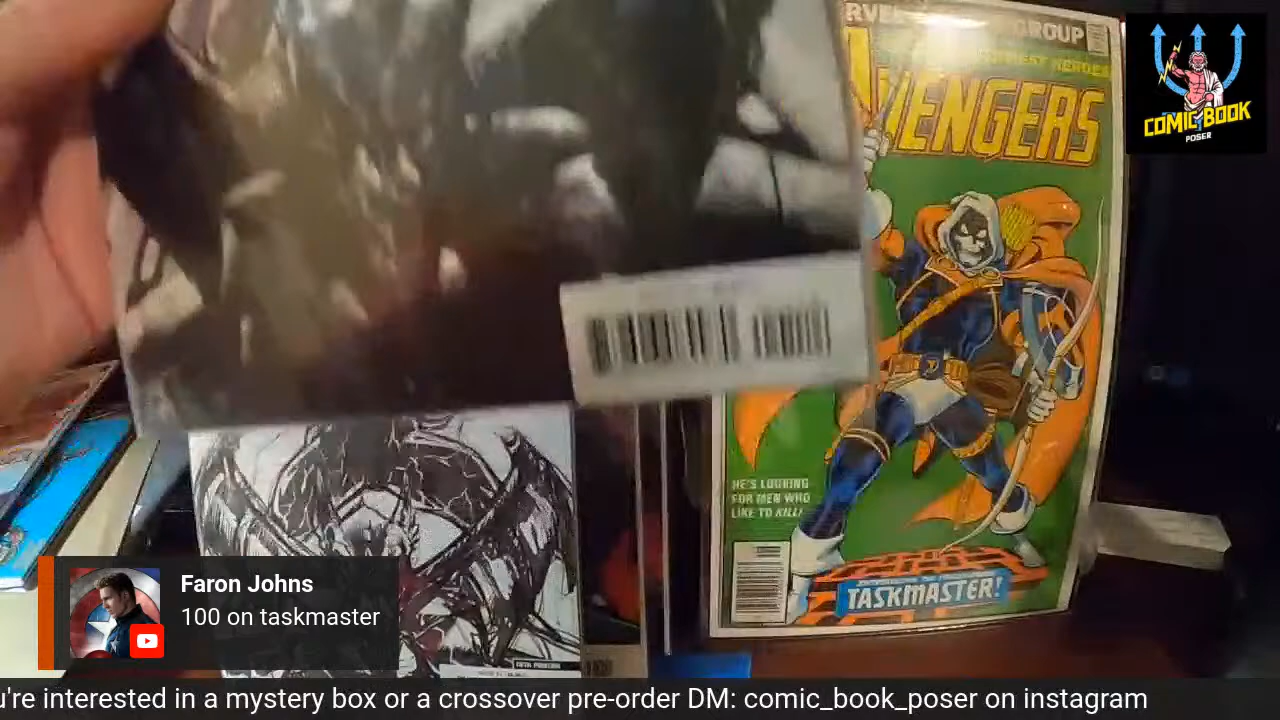 GROUP
AVENGERS
COMIC BOOK
POSER
HE'S LOOKING
FOR MEN WHO
LIKE TO KILL!
TASKMASTER!
Faron Johns
100 on taskmaster
u're interested in a mystery box or a crossover pre-order DM: comic_book_poser on instagram